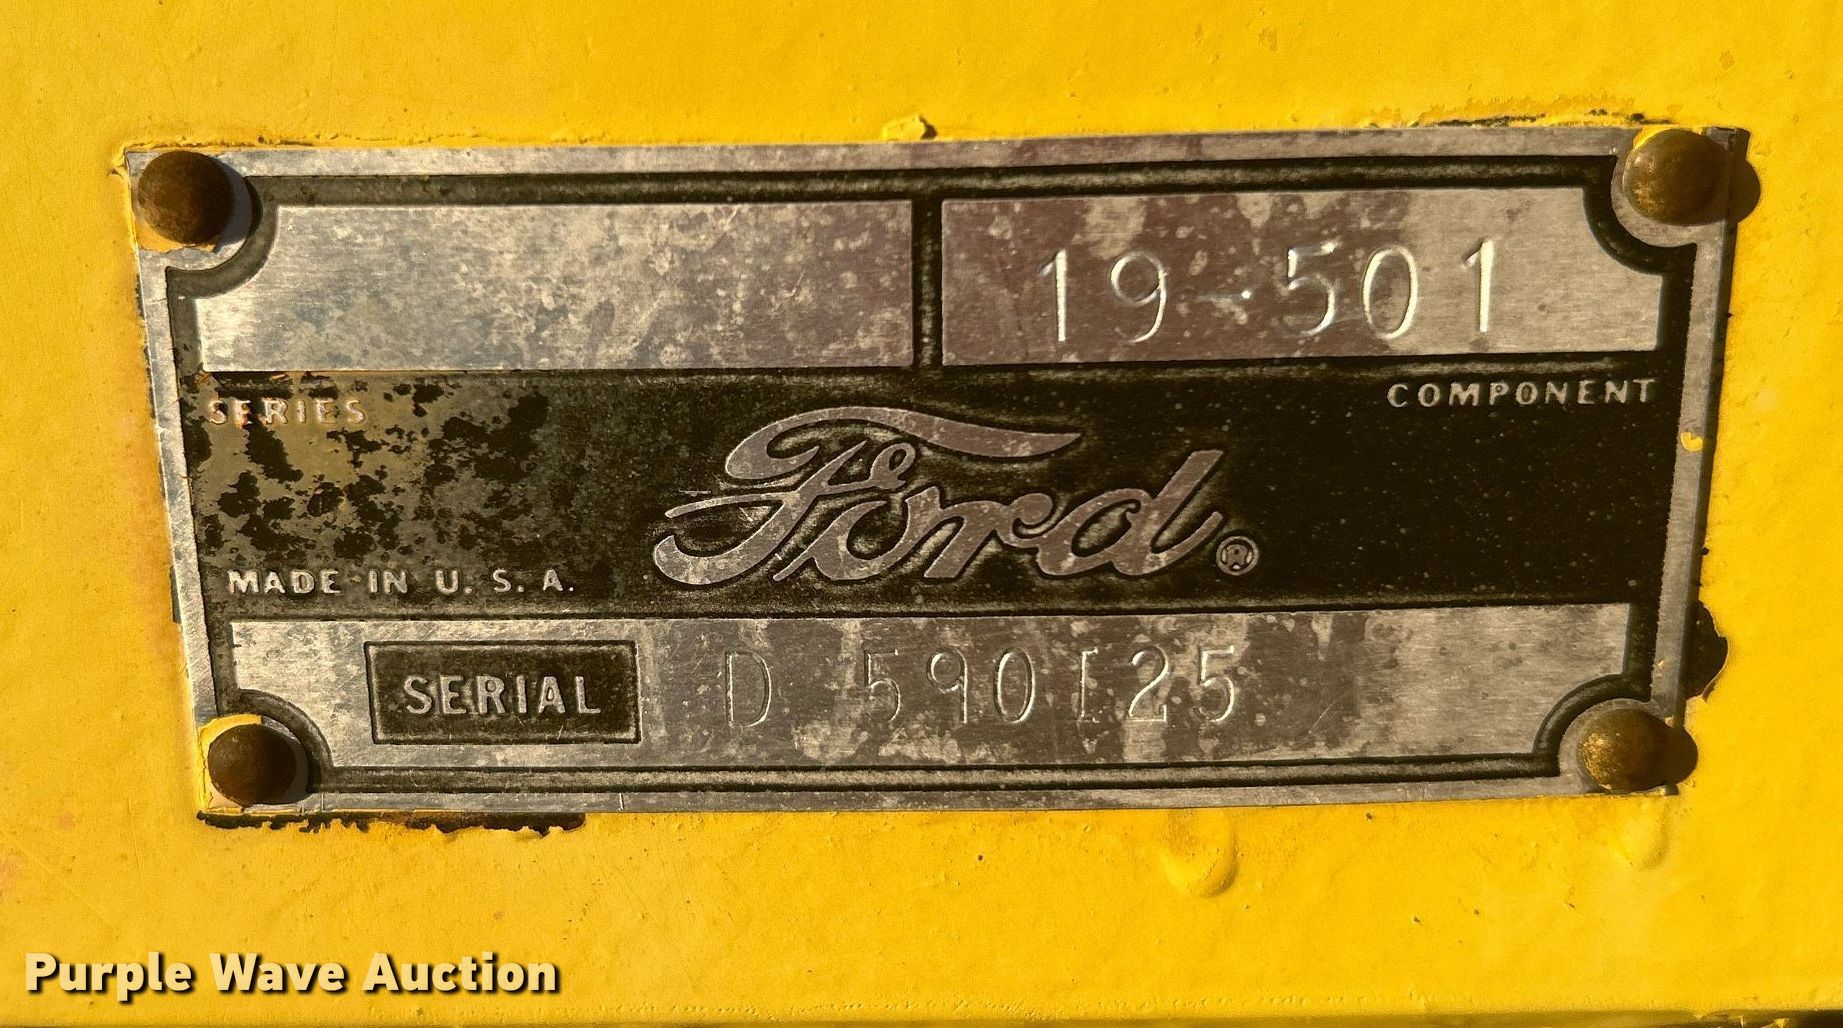 19-501
SERIES
COMPONENT
Ford®
MADE IN U. S. A.
SERIAL D 590125
Purple Wave Auction